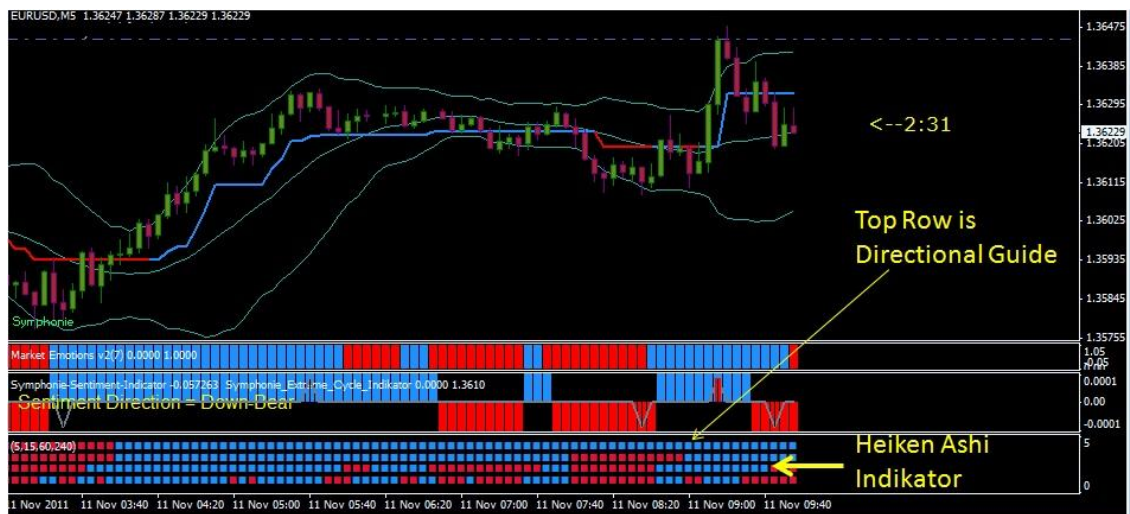 EURUSD,M5 1.36247 1.36287 1.36229 1.36229
1.36475
1.36385
1.36295
<--2:31
1.36229
1.36205
1.36115
Top Row is
Directional Guide
1.36025
1.35935
1.35845
Symphonie
1.35755
Market Emotions v2(7) 0.0000 1.0000
1.05
-0.05
Symphonie-Sentiment-Indicator -0.057263 Symphonie_Extreme_Cycle_Indikator 0.0000 1.3610
0.0001
Sentiment Direction = Down-Bear
0.00
-0.0001
(5,15,60,240)
5
Heiken Ashi
Indikator
0
11 Nov 2011 11 Nov 03:40 11 Nov 04:20 11 Nov 05:00 11 Nov 05:40 11 Nov 06:20 11 Nov 07:00 11 Nov 07:40 11 Nov 08:20 11 Nov 09:00 11 Nov 09:40